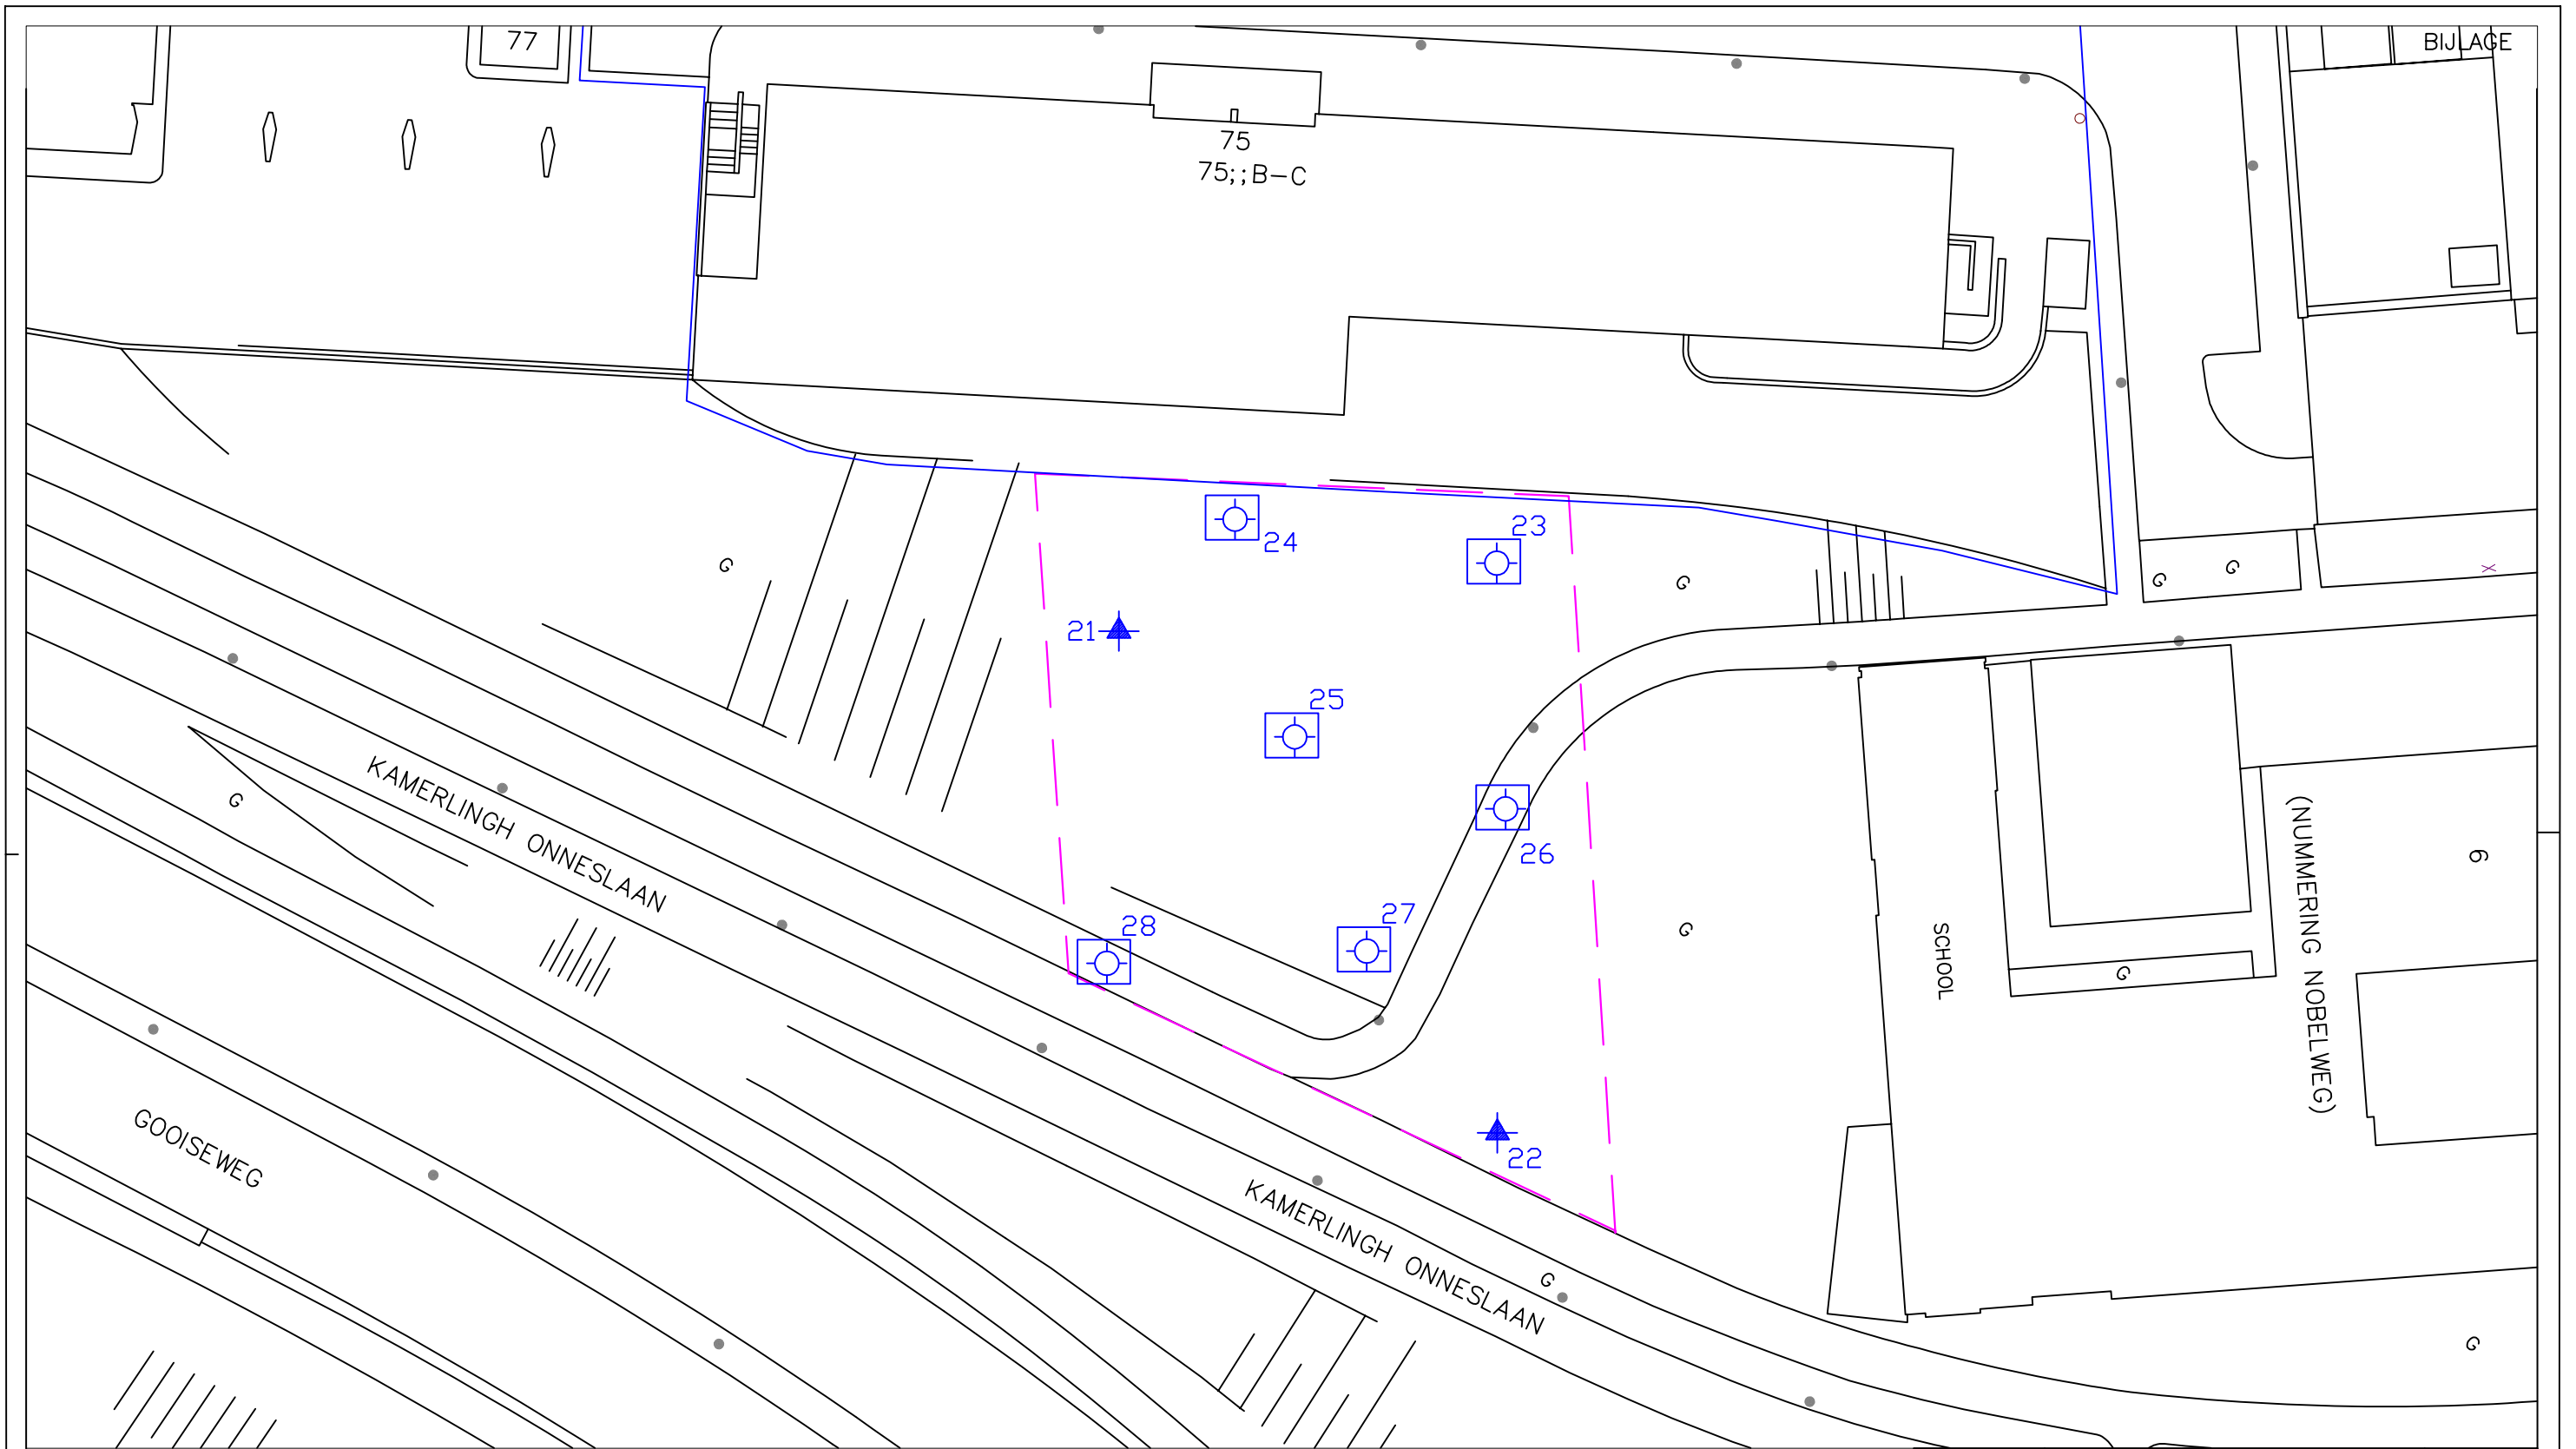 77
BIJLAGE
75
75;;B-C
24
23
G
G
G
G
21
25
KAMERLINGH ONNESLAAN
G
26
(NUMMERING NOBELWEG)
6
28
27
G
SCHOOL
G
GOOISEWEG
22
KAMERLINGH ONNESLAAN
G
G